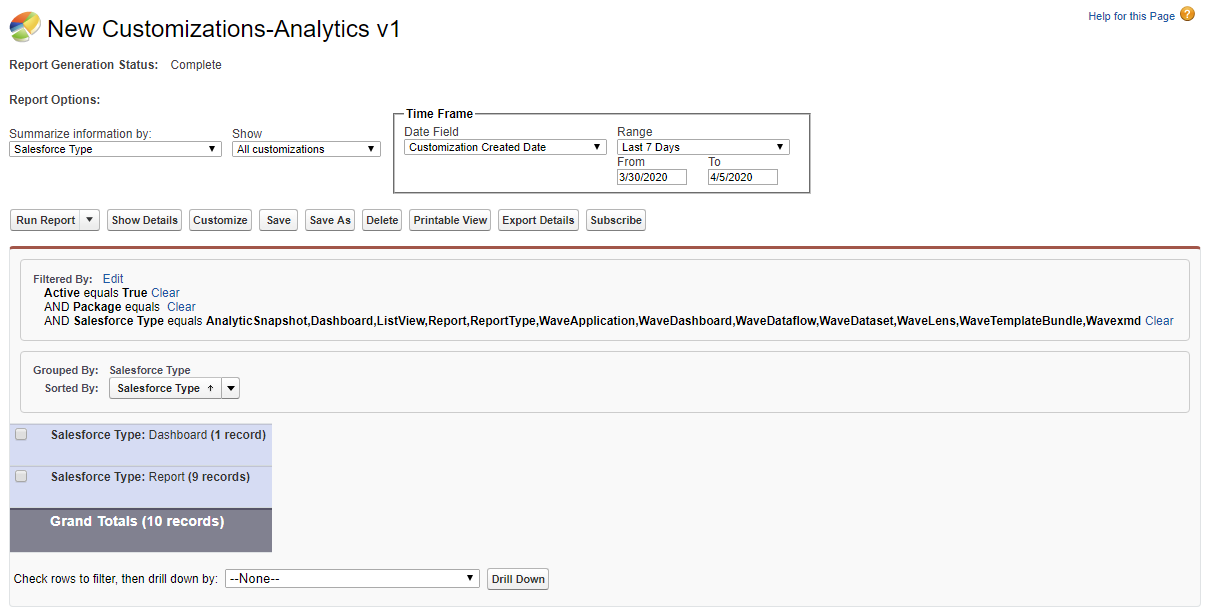 New Customizations-Analytics v1
Help for this Page ?
Report Generation Status: Complete
Report Options:
Time Frame
Summarize information by: Show Date Field Range
Salesforce Type All customizations Customization Created Date Last 7 Days
From To
3/30/2020 4/5/2020
Run Report Show Details Customize Save Save As Delete Printable View Export Details Subscribe
Filtered By: Edit
Active equals True Clear
AND Package equals Clear
AND Salesforce Type equals AnalyticSnapshot,Dashboard,ListView,Report,ReportType,WaveApplication,WaveDashboard,WaveDataflow,WaveDataset,WaveLens,WaveTemplateBundle,Wavexmd Clear
Grouped By: Salesforce Type
Sorted By: Salesforce Type ↑
Salesforce Type: Dashboard (1 record)
Salesforce Type: Report (9 records)
Grand Totals (10 records)
Check rows to filter, then drill down by: --None-- Drill Down